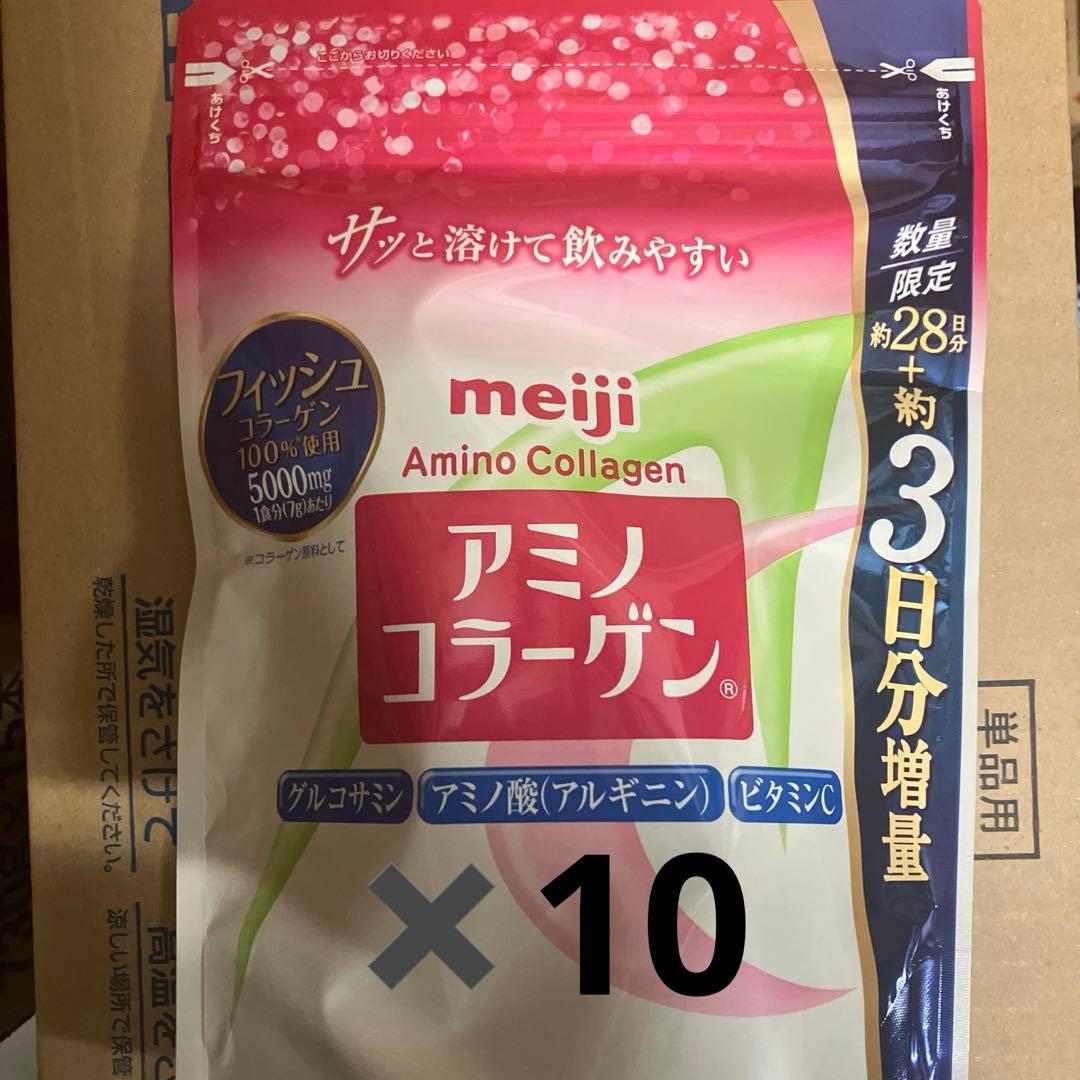 ここからお切りください
あけくち
あけくち
サッと溶けて飲みやすい
数量
限定
約28日分
+約
3
日分増量
フィッシュ
コラーゲン
100%※使用
5000mg
1食分(7g)あたり
※コラーゲン原料として
meiji
Amino Collagen
アミノ
コラーゲン®
グルコサミン
アミノ酸(アルギニン)
ビタミンC
✖10
湿気をさけて
乾燥した所で保管してください。
涼しい場所で保管
単品用